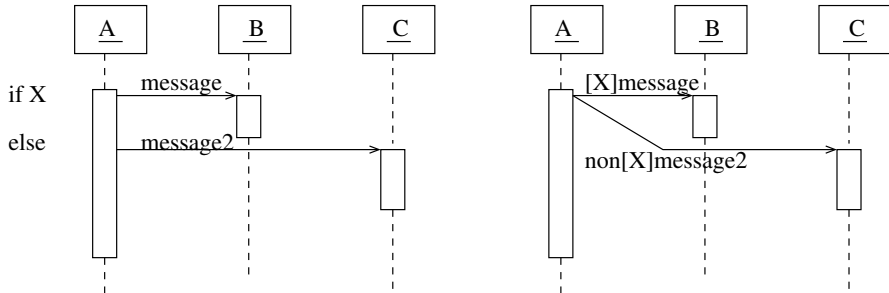 A B C A B C
if X message [X]message
else message2 non[X]message2